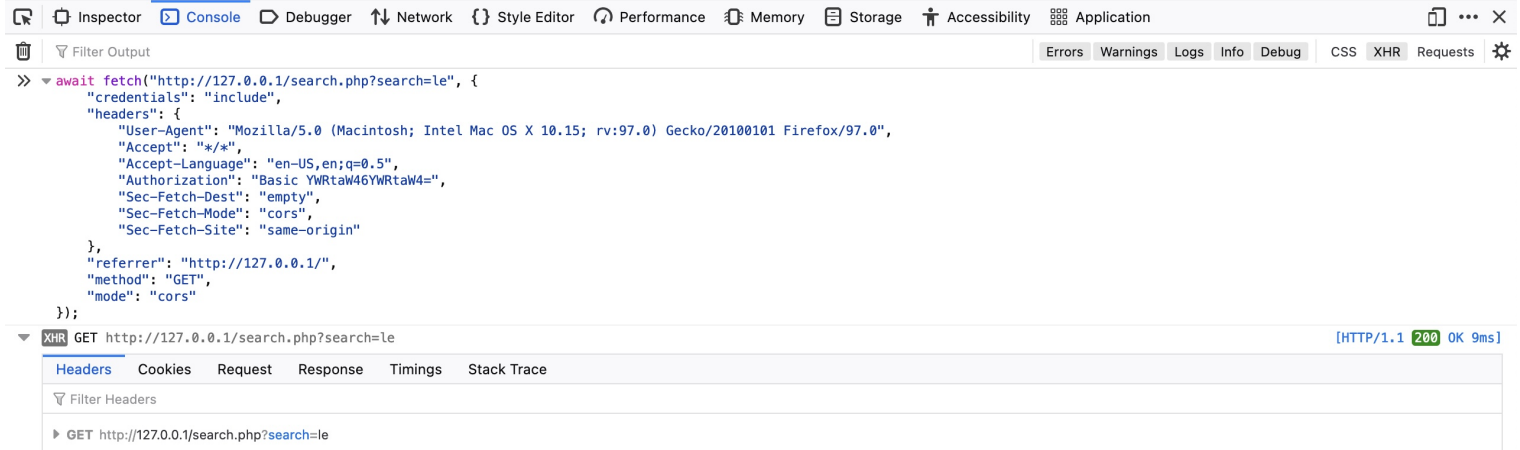 Inspector Console Debugger Network {} Style Editor Performance Memory Storage Accessibility Application
Filter Output Errors Warnings Logs Info Debug CSS XHR Requests
>> await fetch("http://127.0.0.1/search.php?search=le", {
    "credentials": "include",
    "headers": {
        "User-Agent": "Mozilla/5.0 (Macintosh; Intel Mac OS X 10.15; rv:97.0) Gecko/20100101 Firefox/97.0",
        "Accept": "*/*",
        "Accept-Language": "en-US,en;q=0.5",
        "Authorization": "Basic YWRtaW46YWRtaW4=",
        "Sec-Fetch-Dest": "empty",
        "Sec-Fetch-Mode": "cors",
        "Sec-Fetch-Site": "same-origin"
    },
    "referrer": "http://127.0.0.1/",
    "method": "GET",
    "mode": "cors"
});
XHR GET http://127.0.0.1/search.php?search=le [HTTP/1.1 200 OK 9ms]
Headers Cookies Request Response Timings Stack Trace
Filter Headers
GET http://127.0.0.1/search.php?search=le